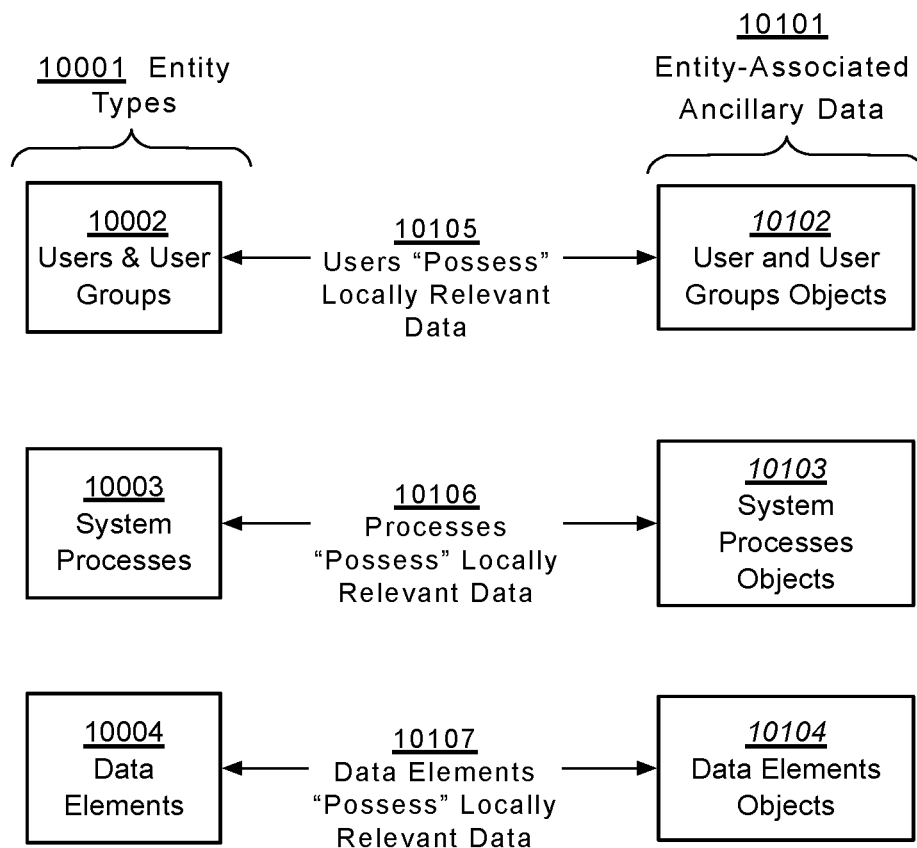 10001 Entity
Types
10101
Entity-Associated
Ancillary Data
10002
Users & User
Groups
10105
Users “Possess”
Locally Relevant
Data
10102
User and User
Groups Objects
10003
System
Processes
10106
Processes
“Possess” Locally
Relevant Data
10103
System
Processes
Objects
10004
Data
Elements
10107
Data Elements
“Possess” Locally
Relevant Data
10104
Data Elements
Objects